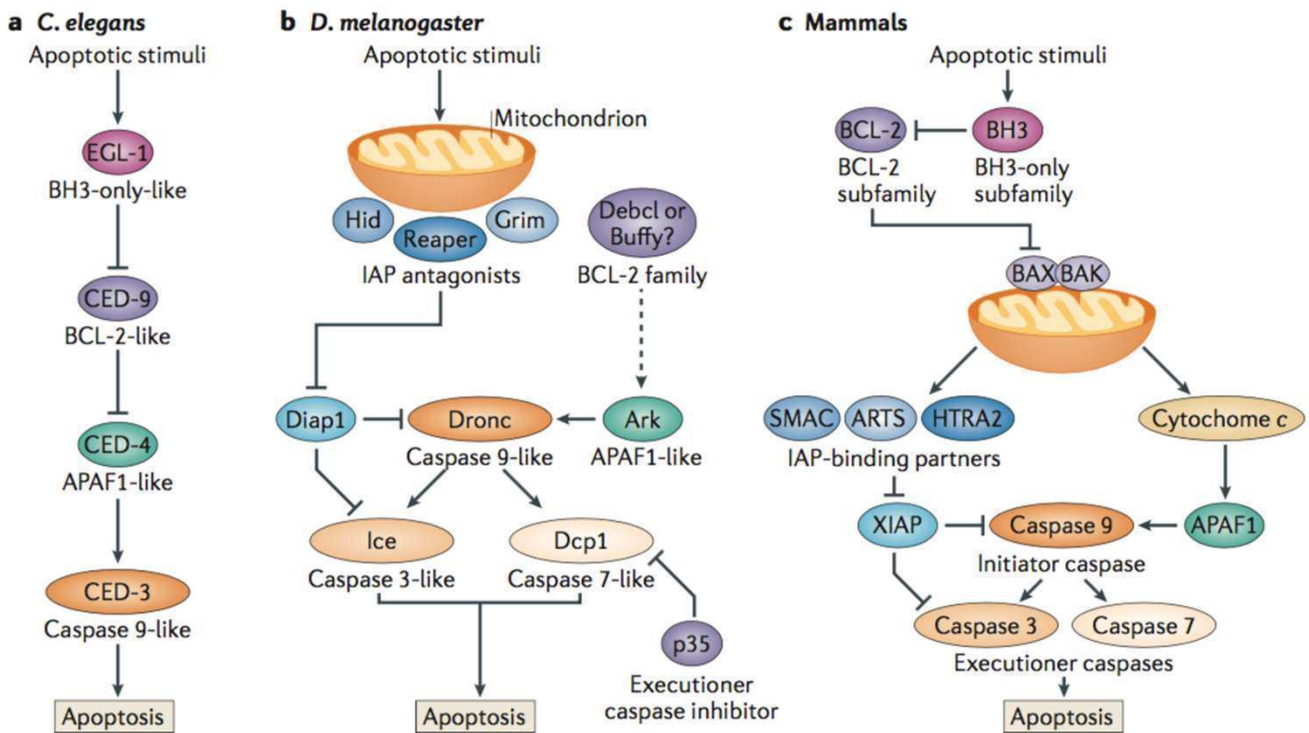 a C. elegans
Apoptotic stimuli
EGL-1
BH3-only-like
CED-9
BCL-2-like
CED-4
APAF1-like
CED-3
Caspase 9-like
Apoptosis
b D. melanogaster
Apoptotic stimuli
Mitochondrion
Hid
Reaper
Grim
IAP antagonists
Debcl or
Buffy?
BCL-2 family
Diap1
Dronc
Caspase 9-like
Ark
APAF1-like
Ice
Caspase 3-like
Dcp1
Caspase 7-like
p35
Executioner
caspase inhibitor
Apoptosis
c Mammals
Apoptotic stimuli
BCL-2
BCL-2
subfamily
BH3
BH3-only
subfamily
BAX
BAK
SMAC
ARTS
HTRA2
IAP-binding partners
Cytochome c
XIAP
Caspase 9
Initiator caspase
APAF1
Caspase 3
Caspase 7
Executioner caspases
Apoptosis